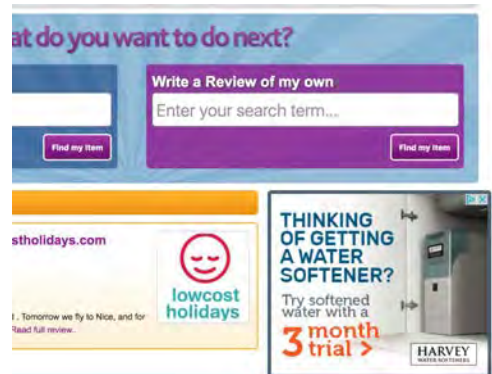 at do you want to do next?
Write a Review of my own
Enter your search term...
Find my Item
Find my Item
stholidays.com
lowcost
holidays
t . Tomorrow we fly to Nice, and for
Read full review.
THINKING
OF GETTING
A WATER
SOFTENER?
Try softened
water with a
3 month
trial >
HARVEY
WATER SOFTENERS